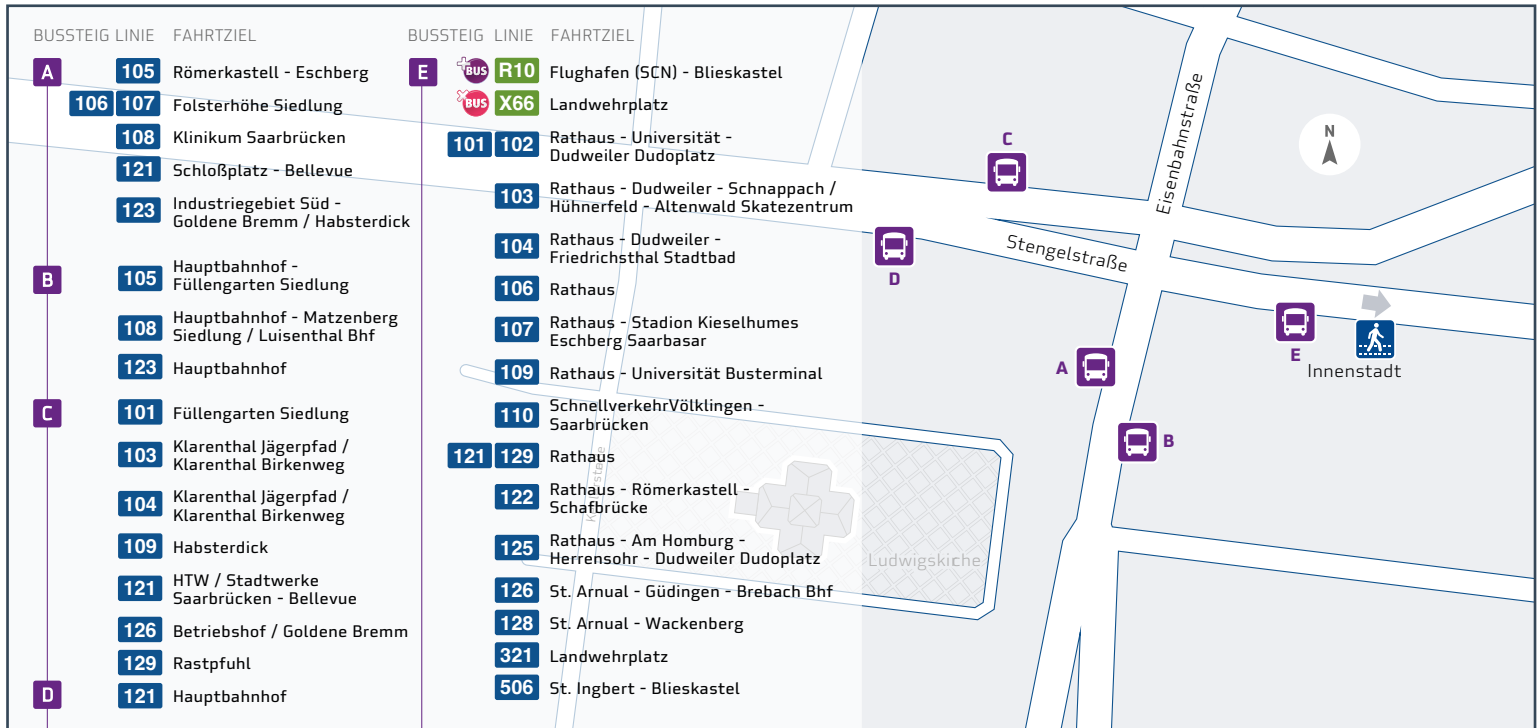 BUSSTEIG LINIE FAHRTZIEL
A 105 Römerkastell - Eschberg
106 107 Folsterhöhe Siedlung
108 Klinikum Saarbrücken
121 Schloßplatz - Bellevue
123 Industriegebiet Süd -
Goldene Bremm / Habsterdick
B 105 Hauptbahnhof -
Füllengarten Siedlung
108 Hauptbahnhof - Matzenberg
Siedlung / Luisenthal Bhf
123 Hauptbahnhof
C 101 Füllengarten Siedlung
103 Klarenthal Jägerpfad /
Klarenthal Birkenweg
104 Klarenthal Jägerpfad /
Klarenthal Birkenweg
109 Habsterdick
121 HTW / Stadtwerke
Saarbrücken - Bellevue
126 Betriebshof / Goldene Bremm
129 Rastpfuhl
D 121 Hauptbahnhof
BUSSTEIG LINIE FAHRTZIEL
E +BUS R10 Flughafen (SCN) - Blieskastel
×BUS X66 Landwehrplatz
101 102 Rathaus - Universität -
Dudweiler Dudoplatz
103 Rathaus - Dudweiler - Schnappach /
Hühnerfeld - Altenwald Skatezentrum
104 Rathaus - Dudweiler -
Friedrichsthal Stadtbad
106 Rathaus
107 Rathaus - Stadion Kieselhumes
Eschberg Saarbasar
109 Rathaus - Universität Busterminal
110 SchnellverkehrVölklingen -
Saarbrücken
121 129 Rathaus
122 Rathaus - Römerkastell -
Schafbrücke
125 Rathaus - Am Homburg -
Herrensohr - Dudweiler Dudoplatz
126 St. Arnual - Güdingen - Brebach Bhf
128 St. Arnual - Wackenberg
321 Landwehrplatz
506 St. Ingbert - Blieskastel
C
D
Stengelstraße
Eisenbahnstraße
N
A
B
E
Innenstadt
Ludwigskirche